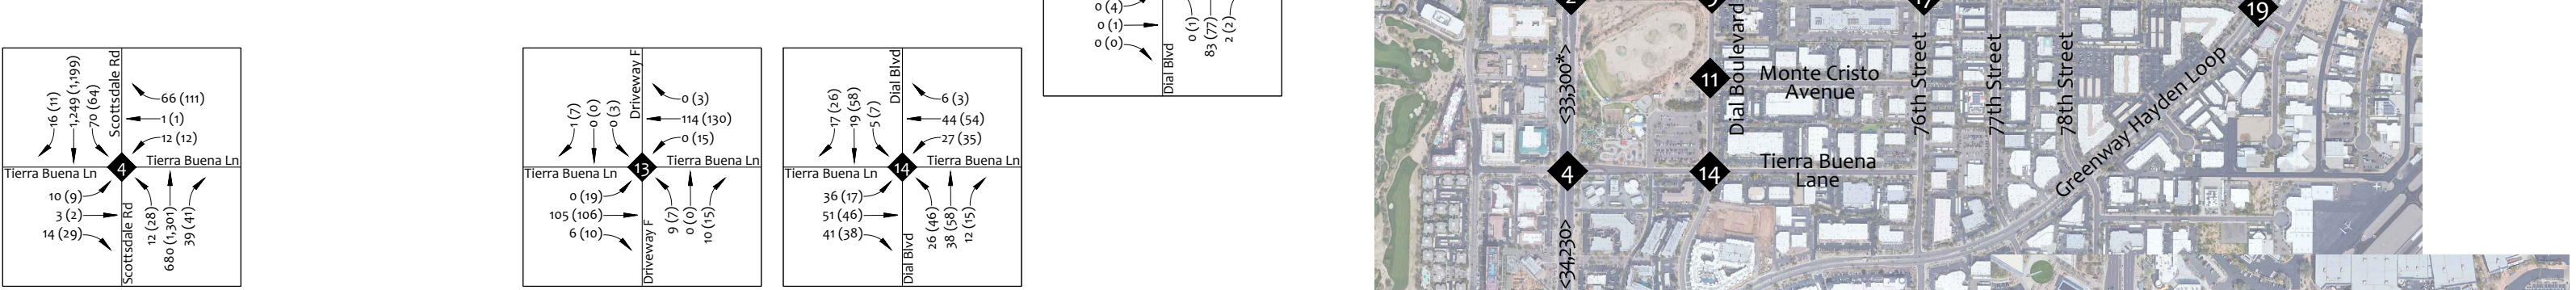 0 (4)
0 (1)
0 (0)
0 (1)
83 (77)
2 (2)
Dial Blvd
16 (11)
1,249 (1,199)
70 (64)
Scottsdale Rd
66 (111)
1 (1)
12 (12)
Tierra Buena Ln
4
Tierra Buena Ln
10 (9)
3 (2)
14 (29)
Scottsdale Rd
12 (28)
680 (1,301)
39 (41)
1 (7)
0 (0)
0 (3)
Driveway F
0 (3)
114 (130)
0 (15)
Tierra Buena Ln
13
Tierra Buena Ln
0 (19)
105 (106)
6 (10)
Driveway F
9 (7)
0 (0)
10 (15)
17 (26)
19 (58)
5 (7)
Dial Blvd
6 (3)
44 (54)
27 (35)
Tierra Buena Ln
14
Tierra Buena Ln
36 (17)
51 (46)
41 (38)
Dial Blvd
26 (46)
38 (58)
12 (15)
17
19
<33,300*>
11
Dial Boulevard
Monte Cristo
Avenue
76th Street
77th Street
78th Street
Greenway Hayden Loop
4
14
Tierra Buena
Lane
<34,230>